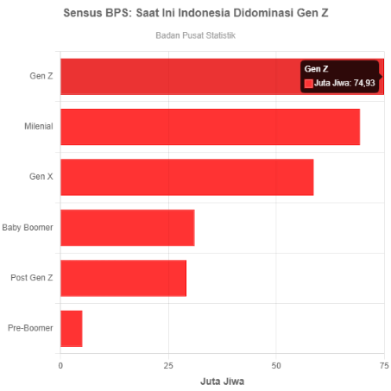 Sensus BPS: Saat Ini Indonesia Didominasi Gen Z
Badan Pusat Statistik
Gen Z
Gen Z
Juta Jiwa: 74,93
Milenial
Gen X
Baby Boomer
Post Gen Z
Pre-Boomer
0 25 50 75
Juta Jiwa